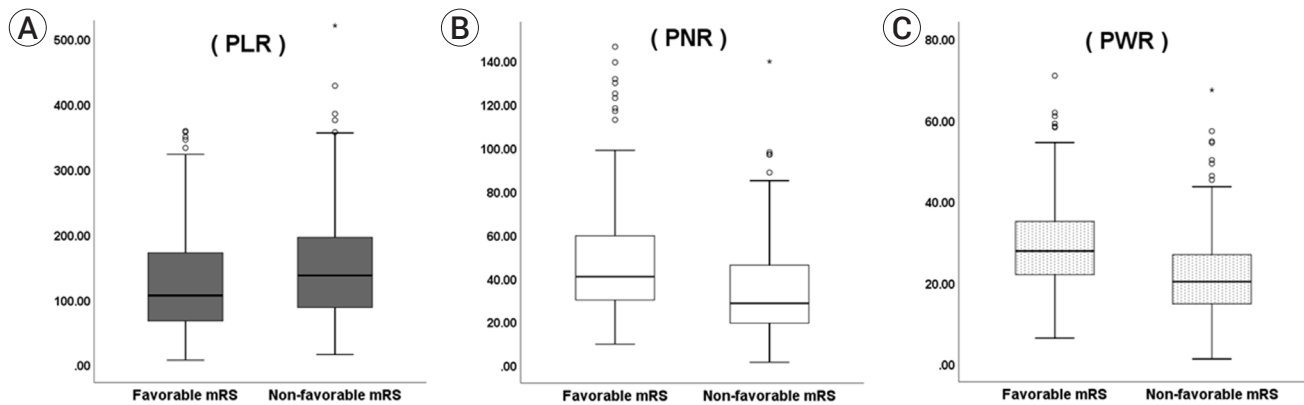 A
( PLR )
500.00
400.00
300.00
200.00
100.00
.00
Favorable mRS Non-favorable mRS
B
( PNR )
140.00
120.00
100.00
80.00
60.00
40.00
20.00
.00
Favorable mRS Non-favorable mRS
C
( PWR )
80.00
60.00
40.00
20.00
.00
Favorable mRS Non-favorable mRS